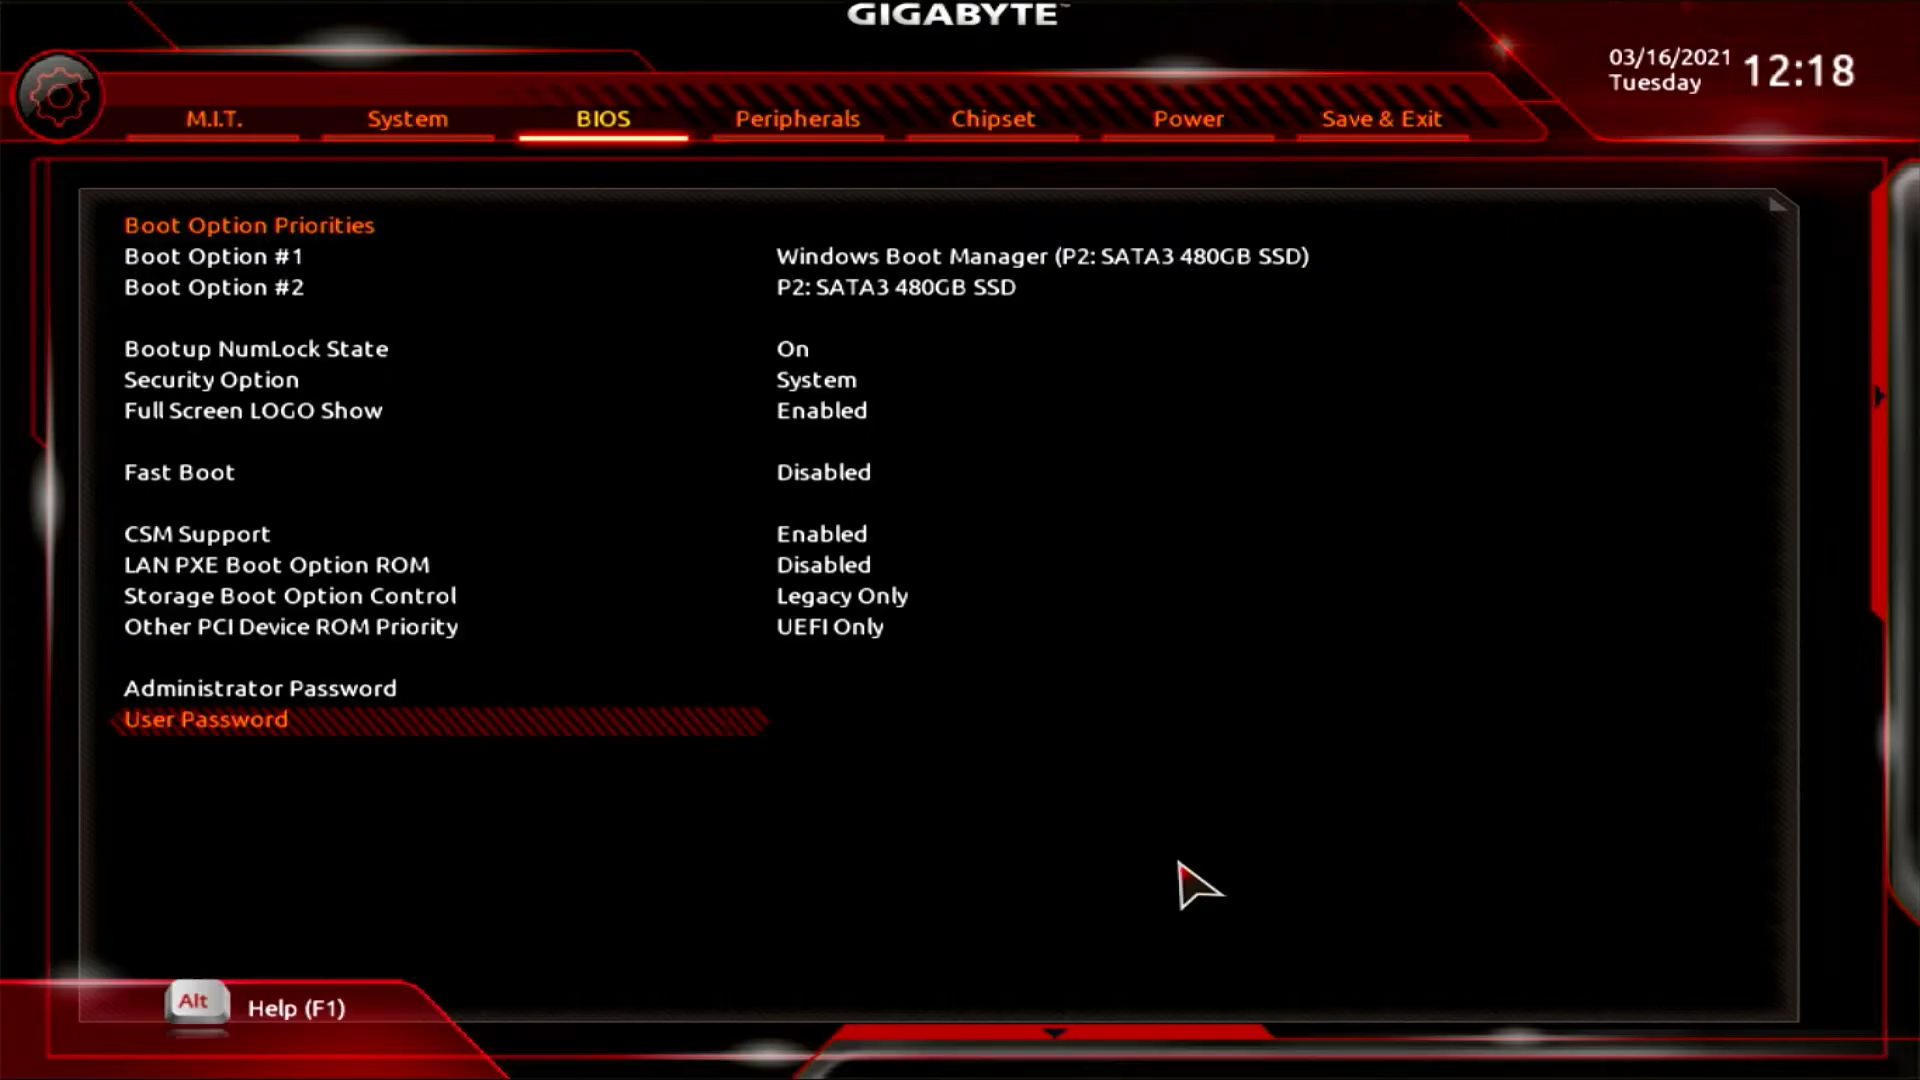 GIGABYTE™
03/16/2021
Tuesday
12:18
M.I.T. System BIOS Peripherals Chipset Power Save & Exit
Boot Option Priorities
Boot Option #1 Windows Boot Manager (P2: SATA3 480GB SSD)
Boot Option #2 P2: SATA3 480GB SSD
Bootup NumLock State On
Security Option System
Full Screen LOGO Show Enabled
Fast Boot Disabled
CSM Support Enabled
LAN PXE Boot Option ROM Disabled
Storage Boot Option Control Legacy Only
Other PCI Device ROM Priority UEFI Only
Administrator Password
User Password
Alt Help (F1)